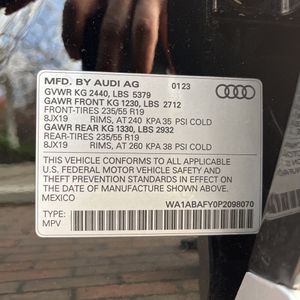 MFD. BY AUDI AG 01​23
GVWR KG 2440, LBS 5379
GAWR FRONT KG 1230, LBS 2712
FRONT-TIRES 235/55 R19
8JX19 RIMS, AT 240 KPA 35 PSI COLD
GAWR REAR KG 1330, LBS 2932
REAR-TIRES 235/55 R19
8JX19 RIMS, AT 260 KPA 38 PSI COLD
THIS VEHICLE CONFORMS TO ALL APPLICABLE
U.S. FEDERAL MOTOR VEHICLE SAFETY AND
THEFT PREVENTION STANDARDS IN EFFECT ON
THE DATE OF MANUFACTURE SHOWN ABOVE.
MEXICO
WA1ABAFY0P2098070
TYPE:
MPV